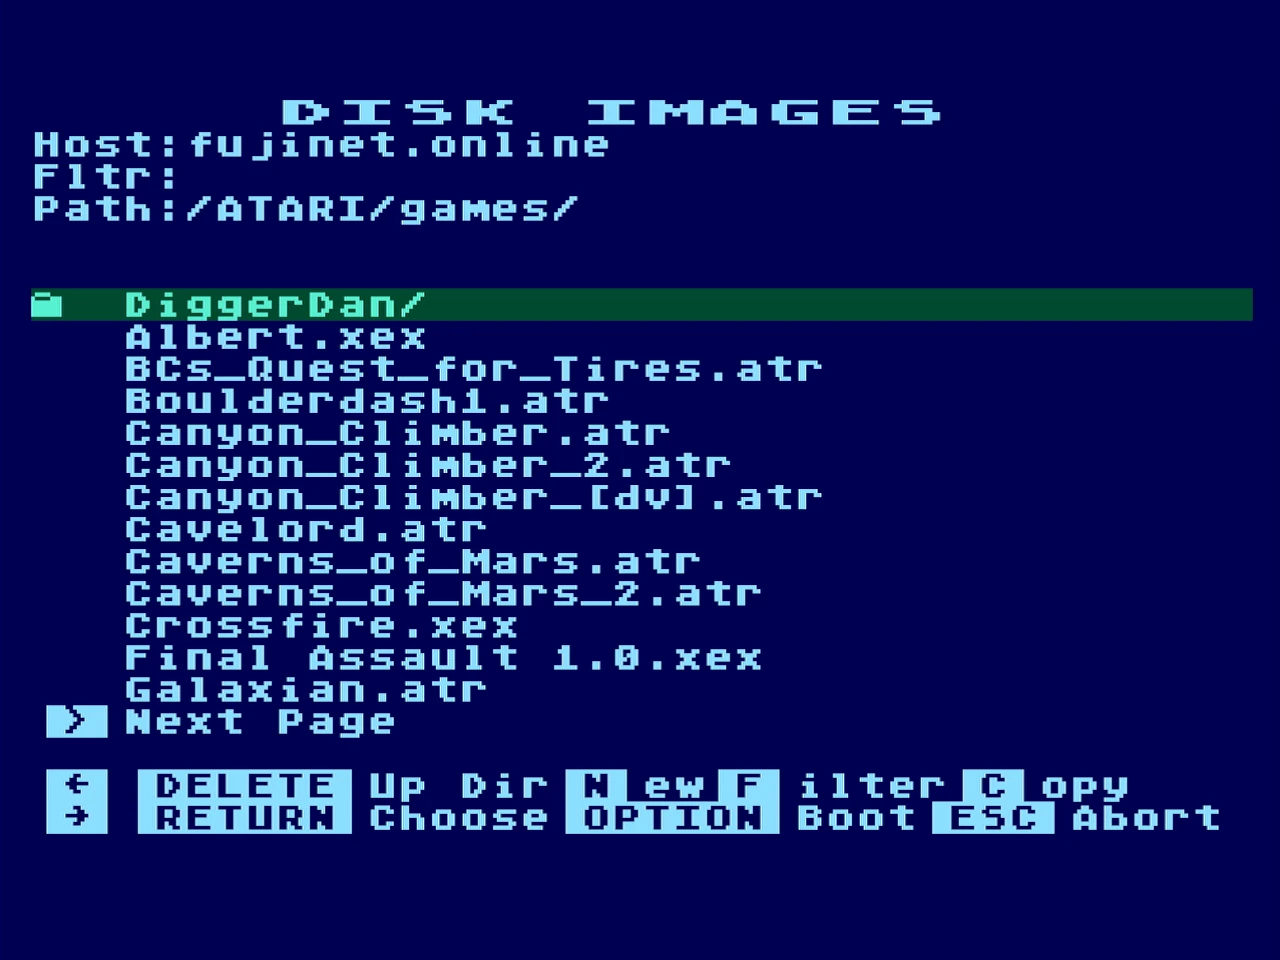 DISK IMAGES
Host:fujinet.online
Fltr:
Path:/ATARI/games/
DiggerDan/
Albert.xex
BCs_Quest_for_Tires.atr
Boulderdash1.atr
Canyon_Climber.atr
Canyon_Climber_2.atr
Canyon_Climber_[dv].atr
Cavelord.atr
Caverns_of_Mars.atr
Caverns_of_Mars_2.atr
Crossfire.xex
Final Assault 1.0.xex
Galaxian.atr
> Next Page
← DELETE Up Dir N ew F ilter C opy
→ RETURN Choose OPTION Boot ESC Abort